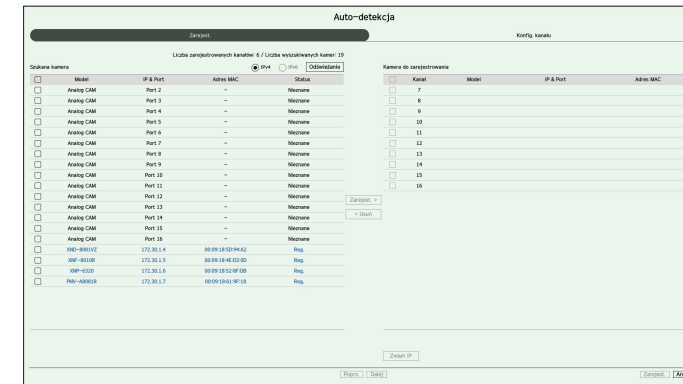 Auto-detekcja
Zarejest. Konfig. kanału
Liczba zarejestrowanych kanałów: 6 / Liczba wyszukiwanych kamer: 19
Szukana kamera IPv4 IPv6 Odświeżanie Kamera do zarejestrowania
Model IP & Port Adres MAC Status Kanał Model IP & Port Adres MAC
Analog CAM Port 2 – Nieznane 7
Analog CAM Port 3 – Nieznane 8
Analog CAM Port 4 – Nieznane 9
Analog CAM Port 5 – Nieznane 10
Analog CAM Port 6 – Nieznane 11
Analog CAM Port 7 – Nieznane 12
Analog CAM Port 8 – Nieznane 13
Analog CAM Port 9 – Nieznane 14
Analog CAM Port 10 – Nieznane 15
Analog CAM Port 11 – Nieznane 16
Analog CAM Port 12 – Nieznane
Zarejest. >
Analog CAM Port 13 – Nieznane
< Usuń
Analog CAM Port 14 – Nieznane
Analog CAM Port 15 – Nieznane
Analog CAM Port 16 – Nieznane
XND-8081VZ 172.30.1.4 00:09:18:5D:94:A2 Reg.
XNF-8010R 172.30.1.5 00:09:18:4E:D2:0D Reg.
XNP-6320 172.30.1.6 00:09:18:52:8F:DB Reg.
PNV-A8081R 172.30.1.7 00:09:18:61:9F:18 Reg.
Zmień IP
Poprz. Dalej Zarejest. An